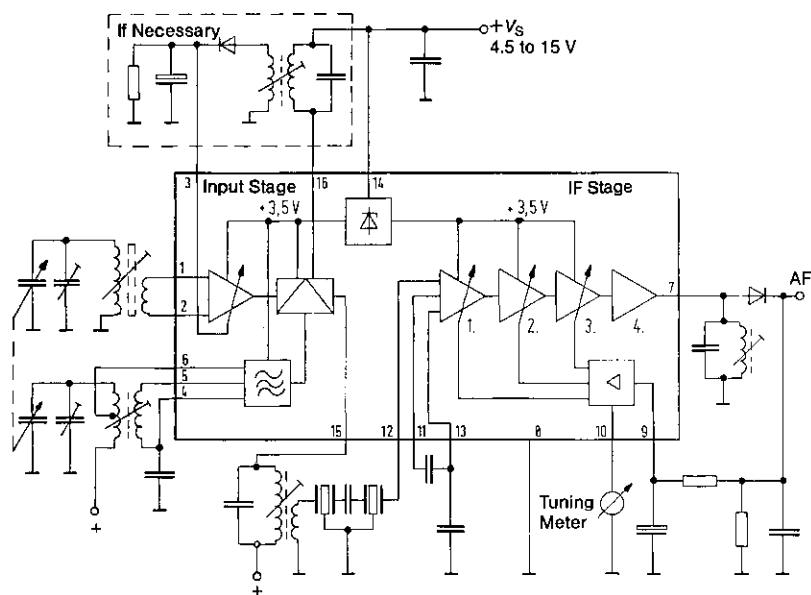 If Necessary
+VS
4.5 to 15 V
3
Input Stage
16
14
IF Stage
+3,5 V
+3,5 V
1
2
7
AF
1.
2.
3.
4.
6
5
4
15
12
11
13
8
10
9
Tuning
Meter
+
+